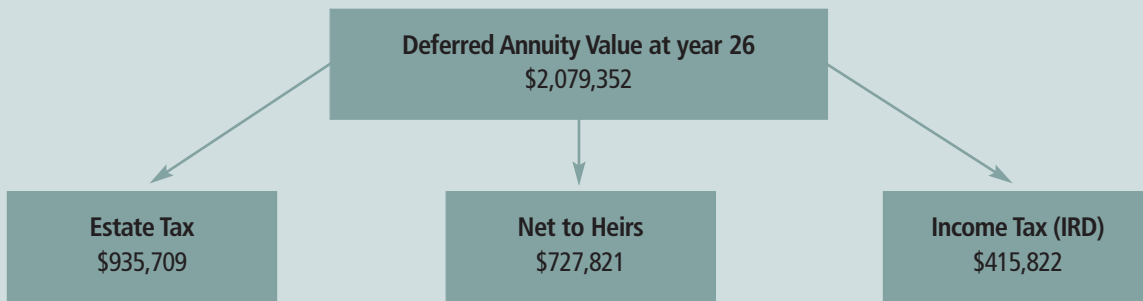 Deferred Annuity Value at year 26
$2,079,352
Estate Tax
$935,709
Net to Heirs
$727,821
Income Tax (IRD)
$415,822